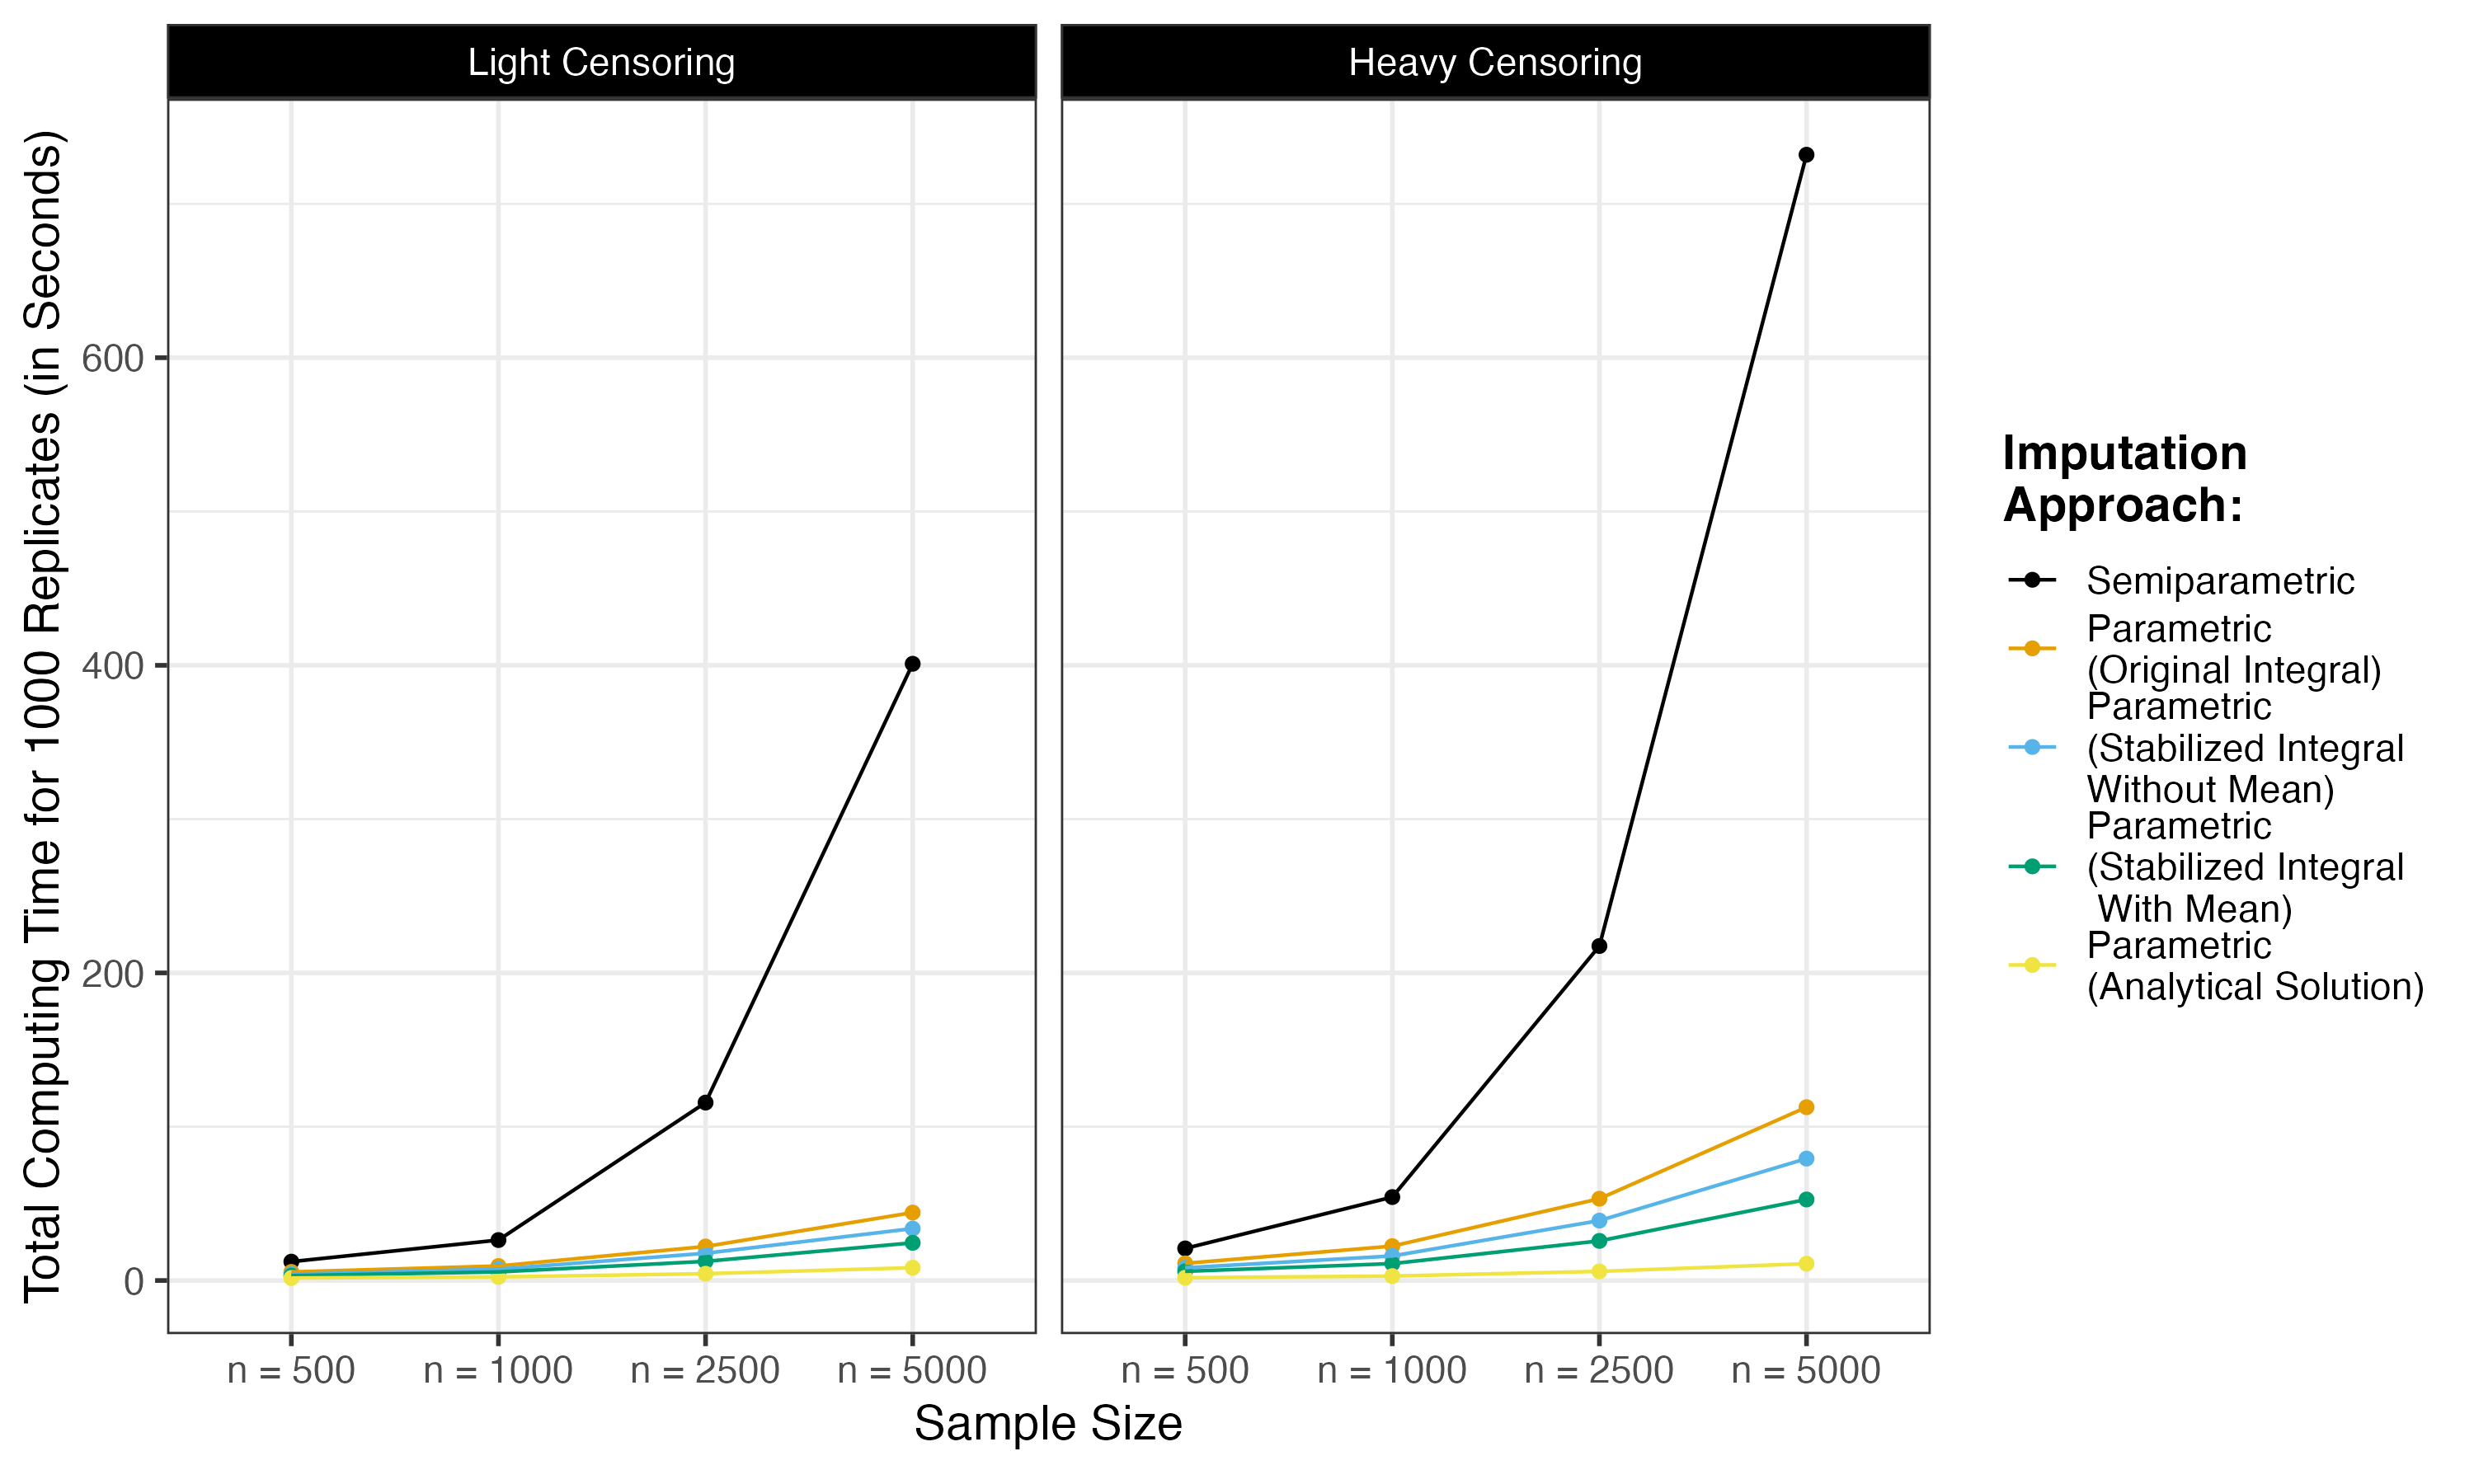 Light Censoring
Heavy Censoring
Total Computing Time for 1000 Replicates (in Seconds)
600
400
200
0
n = 500
n = 1000
n = 2500
n = 5000
n = 500
n = 1000
n = 2500
n = 5000
Sample Size
Imputation
Approach:
Semiparametric
Parametric
(Original Integral)
Parametric
(Stabilized Integral
Without Mean)
Parametric
(Stabilized Integral
With Mean)
Parametric
(Analytical Solution)